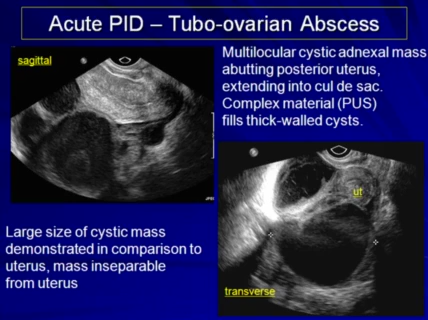 Acute PID – Tubo-ovarian Abscess
sagittal
Multilocular cystic adnexal mass
abutting posterior uterus,
extending into cul de sac.
Complex material (PUS)
fills thick-walled cysts.
ut
Large size of cystic mass
demonstrated in comparison to
uterus, mass inseparable
from uterus
transverse